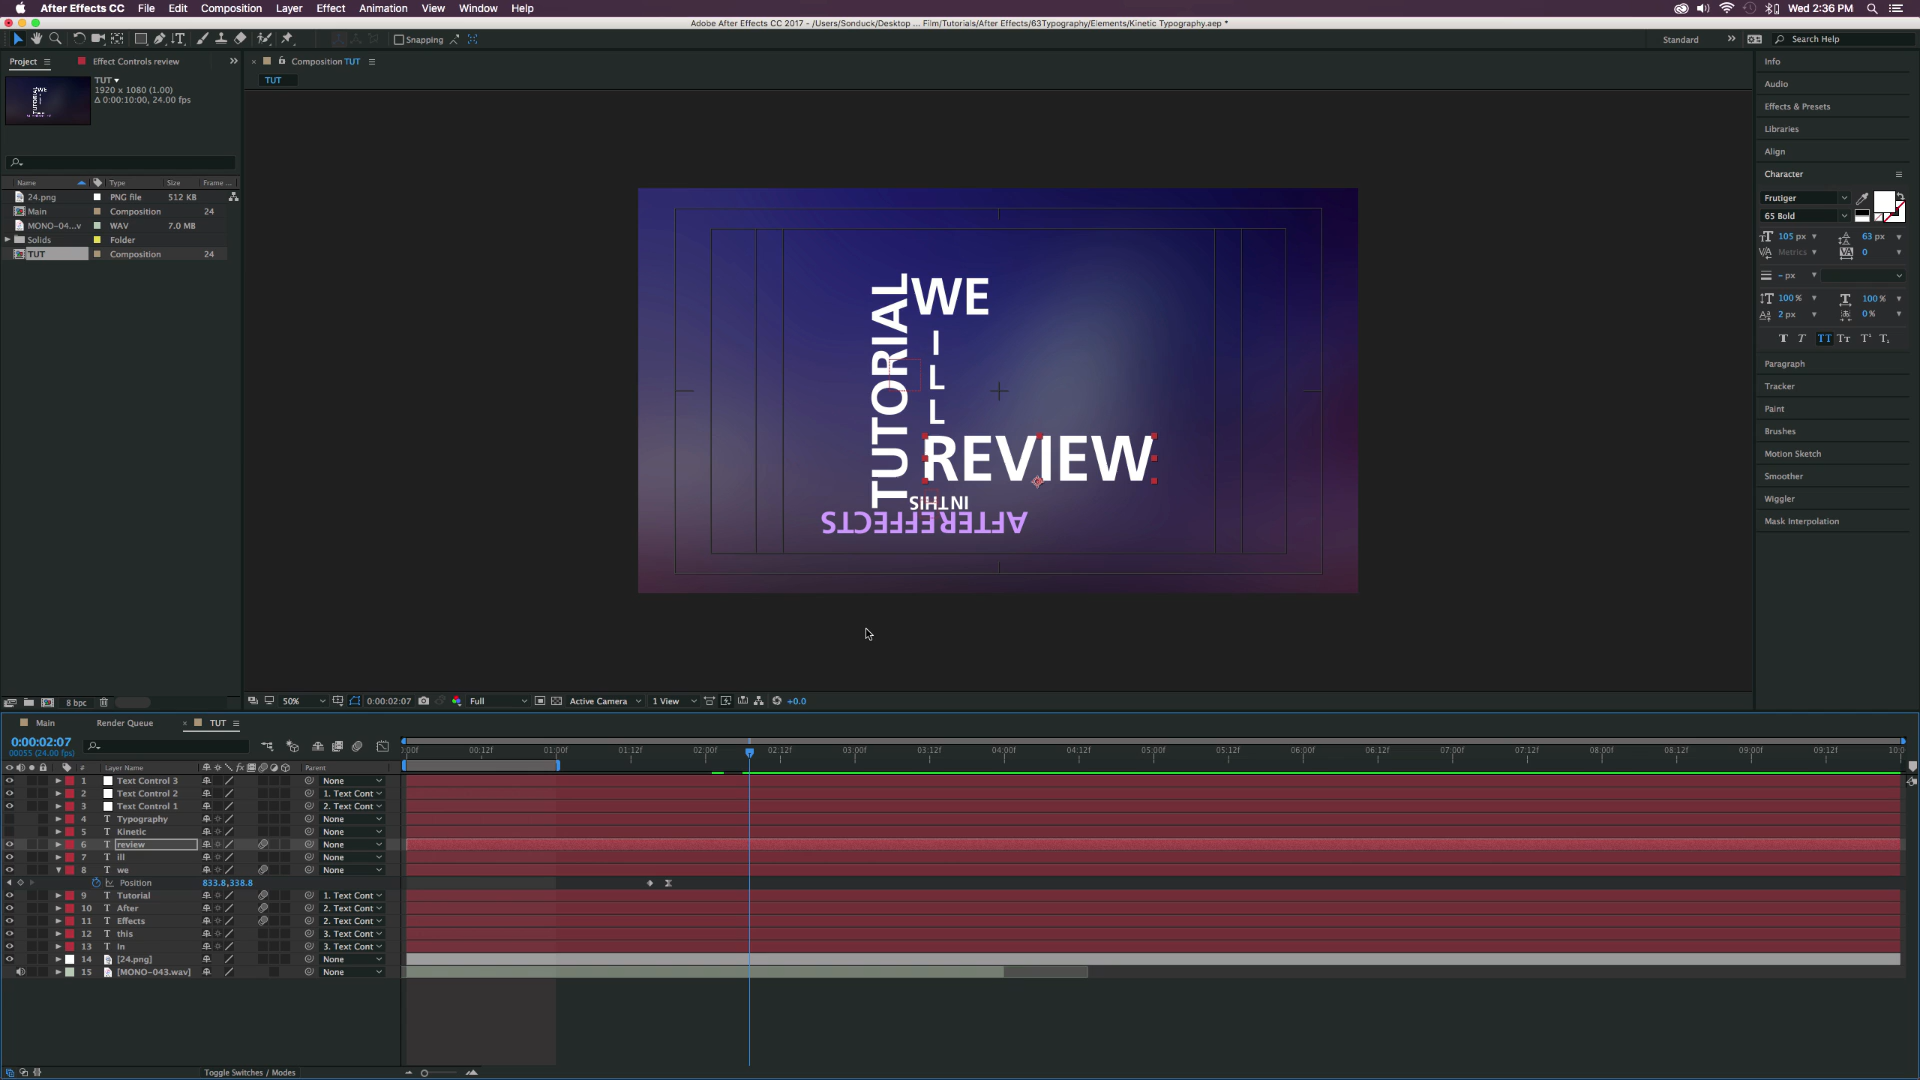 After Effects CC File Edit Composition Layer Effect Animation View Window Help Wed 2:36 PM
Adobe After Effects CC 2017 - /Users/Sonduck/Desktop ... Film/Tutorials/After Effects/63Typography/Elements/Kinetic Typography.aep *
Snapping Standard Search Help
Project Effect Controls review Composition TUT
TUT
1920 x 1080 (1.00)
Δ 0:00:10:00, 24.00 fps
TUT
Name Type Size Frame ...
24.png PNG file 512 KB
Main Composition 24
MONO-04...v WAV 7.0 MB
Solids Folder
TUT Composition 24
TUTORIAL
WE
ILL
REVIEW
IN THIS
AFTER EFFECTS
Info
Audio
Effects & Presets
Libraries
Align
Character
Frutiger
65 Bold
105 px 63 px
Metrics 0
- px
100 % 100 %
2 px 0 %
Paragraph
Tracker
Paint
Brushes
Motion Sketch
Smoother
Wiggler
Mask Interpolation
8 bpc 50% 0:00:02:07 Full Active Camera 1 View +0.0
Main Render Queue TUT
0:00:02:07
00055 (24.00 fps)
:00f 00:12f 01:00f 01:12f 02:00f 02:12f 03:00f 03:12f 04:00f 04:12f 05:00f 05:12f 06:00f 06:12f 07:00f 07:12f 08:00f 08:12f 09:00f 09:12f 10:0
# Layer Name Parent
1 Text Control 3 None
2 Text Control 2 1. Text Cont
3 Text Control 1 2. Text Cont
4 Typography None
5 Kinetic None
6 review None
7 ill None
8 we None
Position 833.8,338.8
9 Tutorial 1. Text Cont
10 After 2. Text Cont
11 Effects 2. Text Cont
12 this 3. Text Cont
13 In 3. Text Cont
14 [24.png] None
15 [MONO-043.wav] None
Toggle Switches / Modes